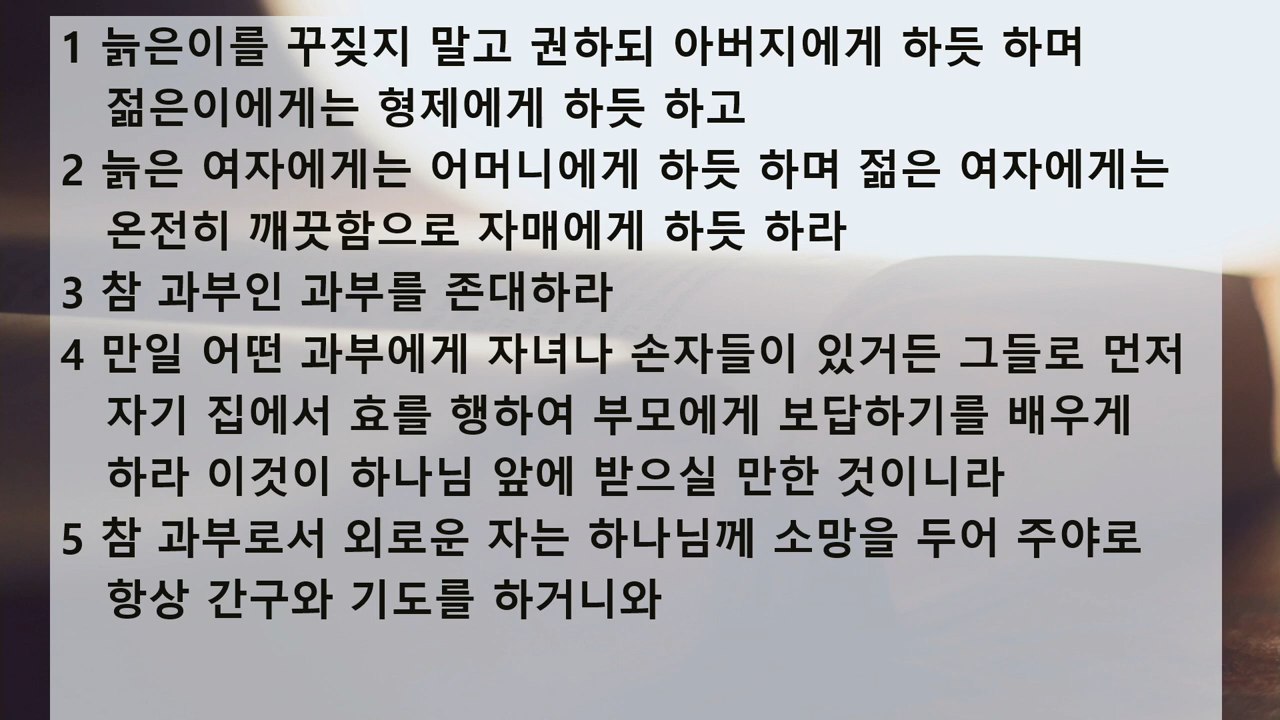 1 늙은이를 꾸짖지 말고 권하되 아버지에게 하듯 하며
젊은이에게는 형제에게 하듯 하고
2 늙은 여자에게는 어머니에게 하듯 하며 젊은 여자에게는
온전히 깨끗함으로 자매에게 하듯 하라
3 참 과부인 과부를 존대하라
4 만일 어떤 과부에게 자녀나 손자들이 있거든 그들로 먼저
자기 집에서 효를 행하여 부모에게 보답하기를 배우게
하라 이것이 하나님 앞에 받으실 만한 것이니라
5 참 과부로서 외로운 자는 하나님께 소망을 두어 주야로
항상 간구와 기도를 하거니와